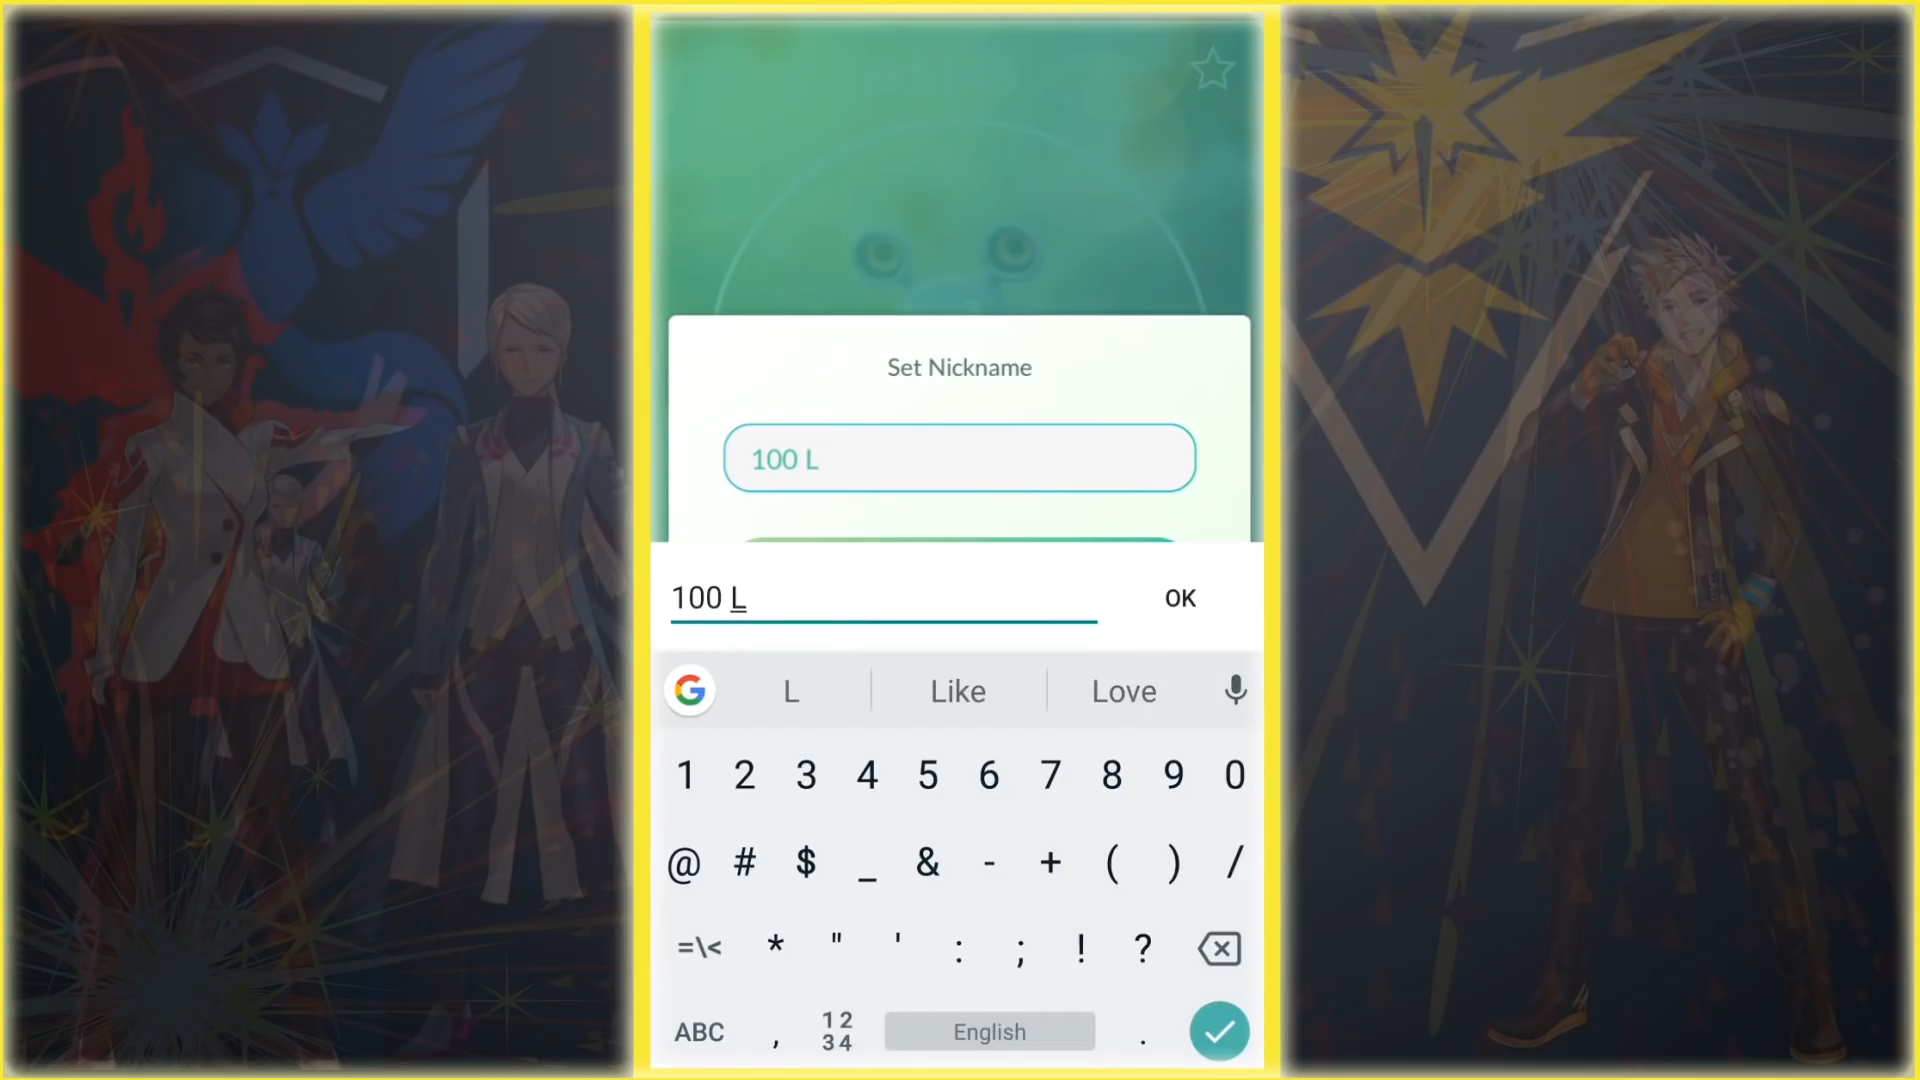 Set Nickname
100 L
100 L
OK
L Like Love
1 2 3 4 5 6 7 8 9 0
@ # $ _ & - + ( ) /
=\< * " ' : ; ! ?
ABC , 12 34 English .